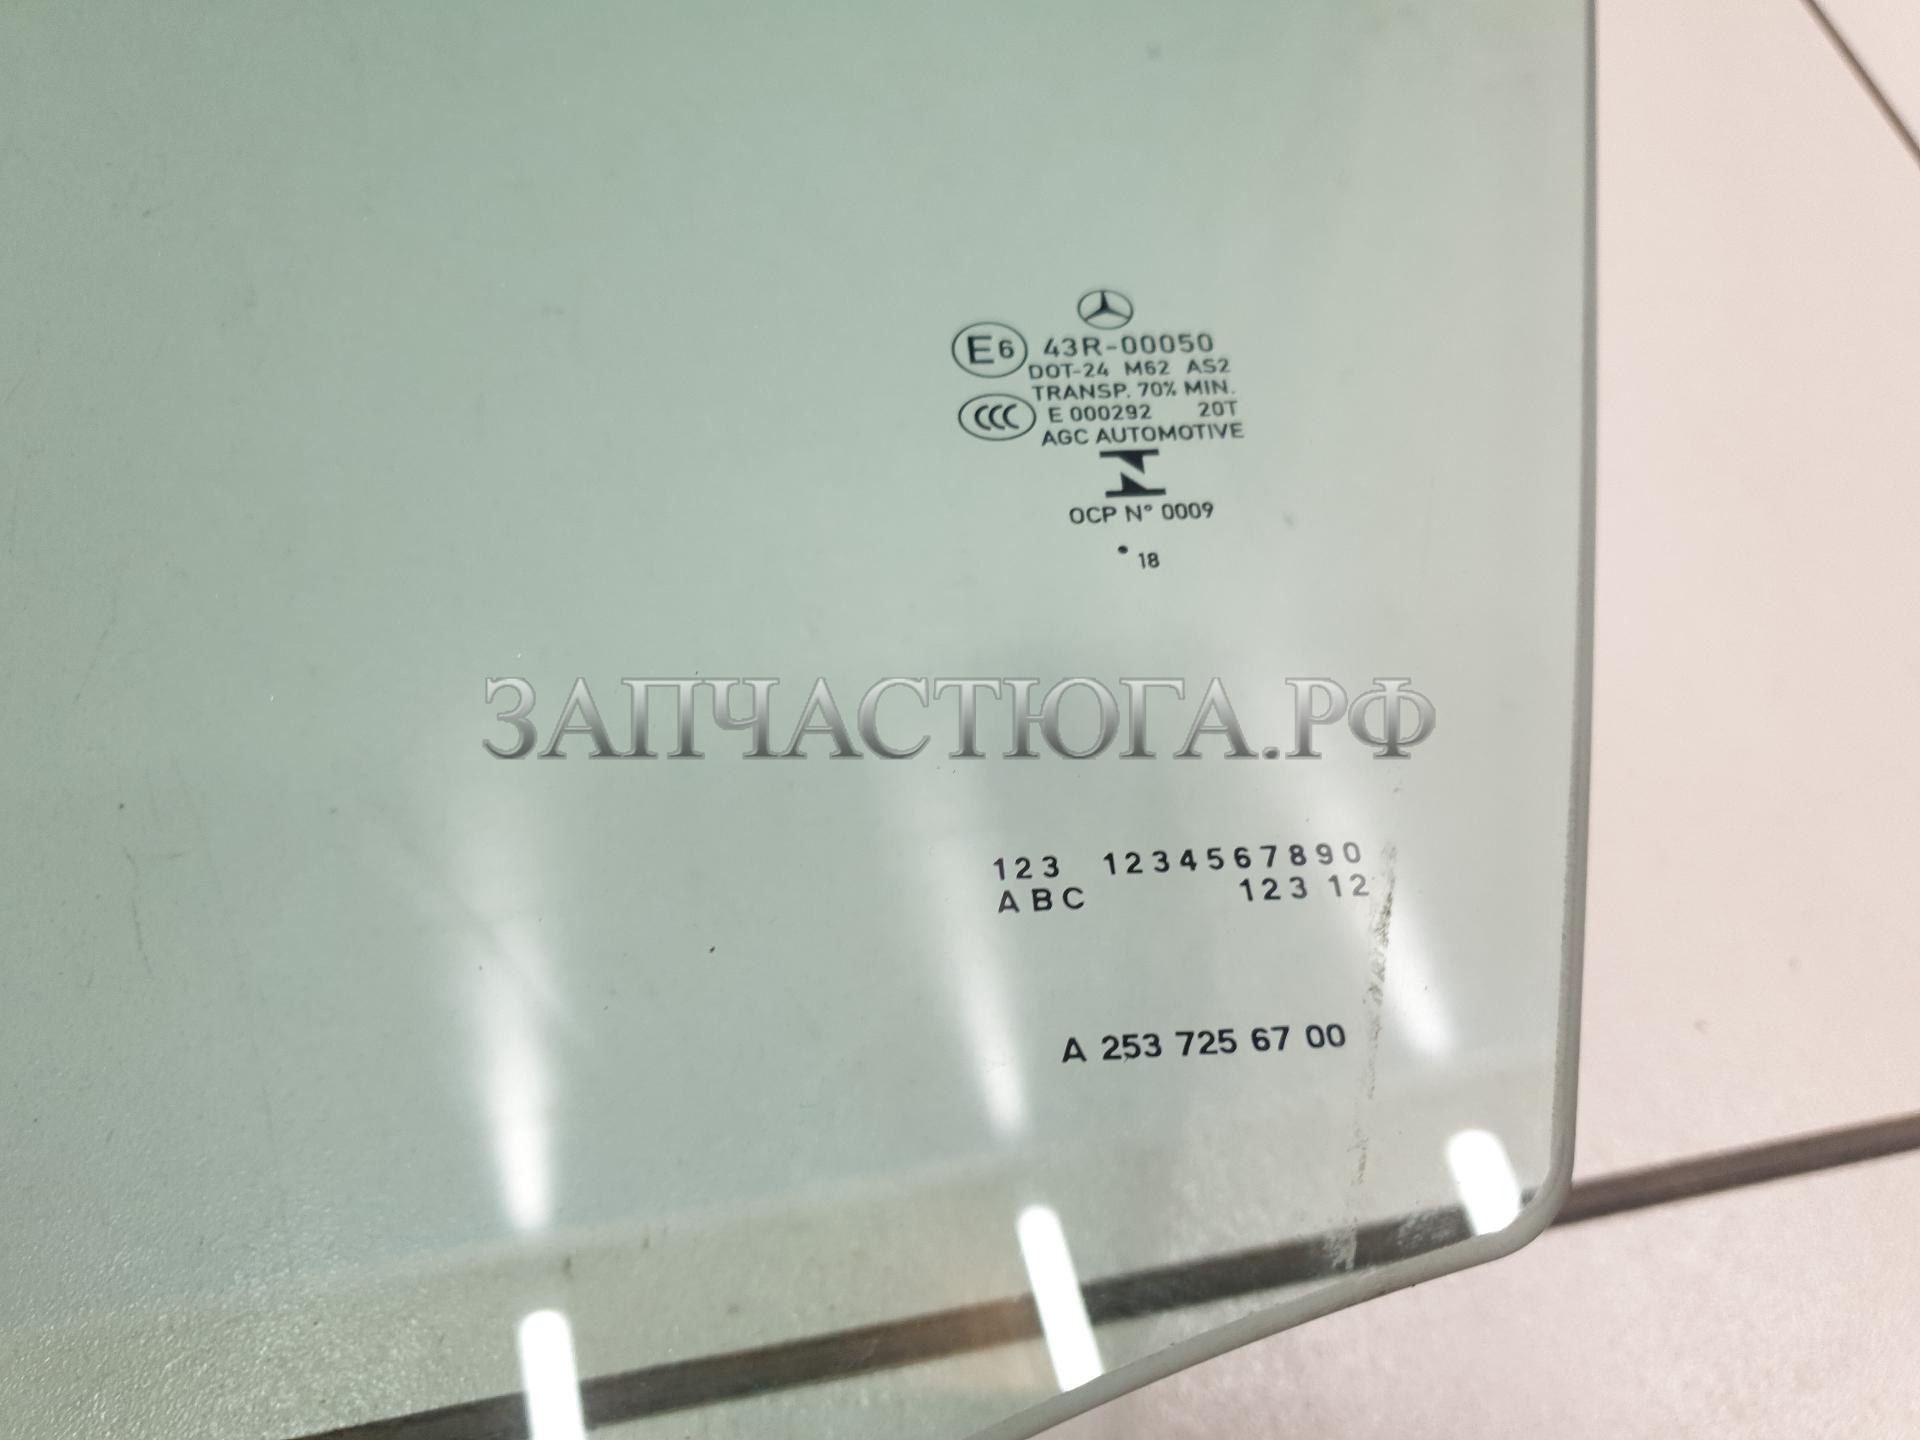 E6 43R-00050
DOT-24 M62 AS2
TRANSP. 70% MIN.
CCC E 000292 20T
AGC AUTOMOTIVE
OCP N° 0009
• 18
ЗАПЧАСТЮГА.РФ
123 1234567890
ABC 123 12
A 253 725 67 00